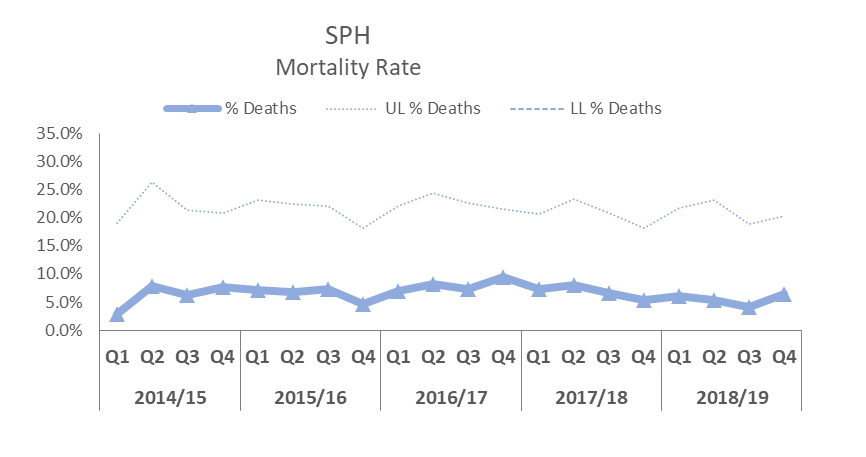 SPH
Mortality Rate
% Deaths UL % Deaths LL % Deaths
35.0%
30.0%
25.0%
20.0%
15.0%
10.0%
5.0%
0.0%
Q1 Q2 Q3 Q4 Q1 Q2 Q3 Q4 Q1 Q2 Q3 Q4 Q1 Q2 Q3 Q4 Q1 Q2 Q3 Q4
2014/15 2015/16 2016/17 2017/18 2018/19